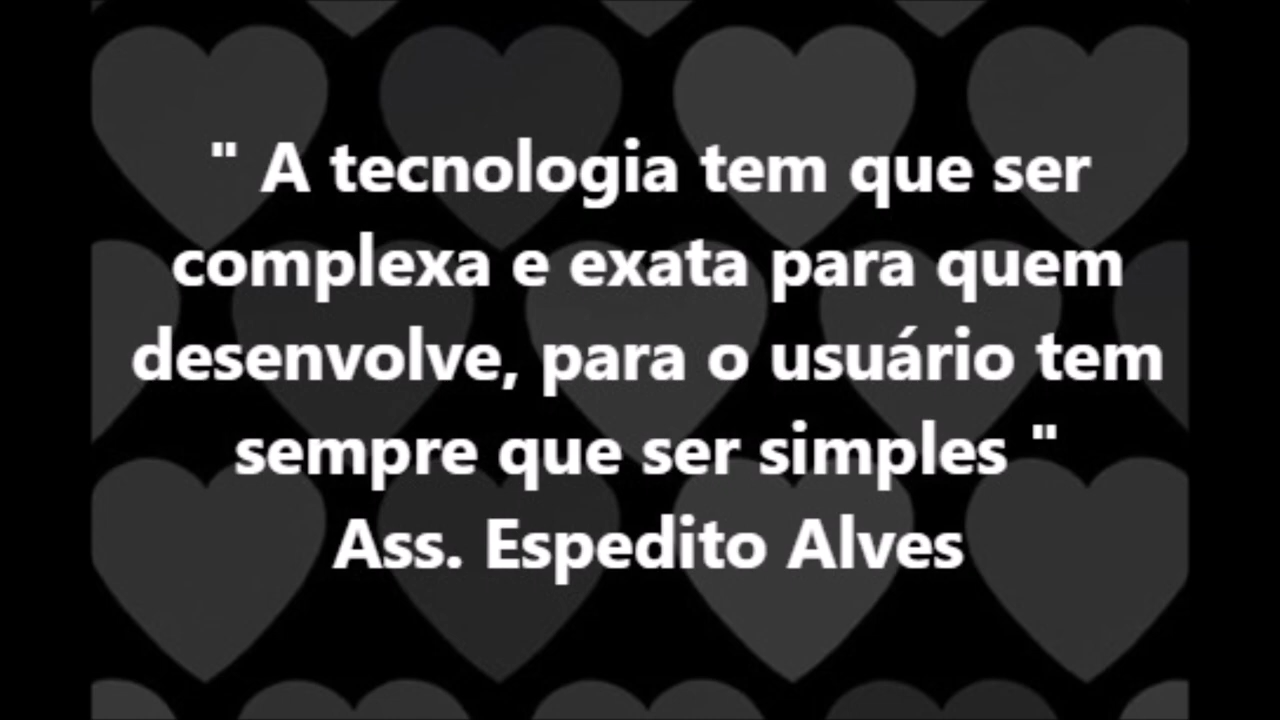 " A tecnologia tem que ser
complexa e exata para quem
desenvolve, para o usuário tem
sempre que ser simples "
Ass. Espedito Alves